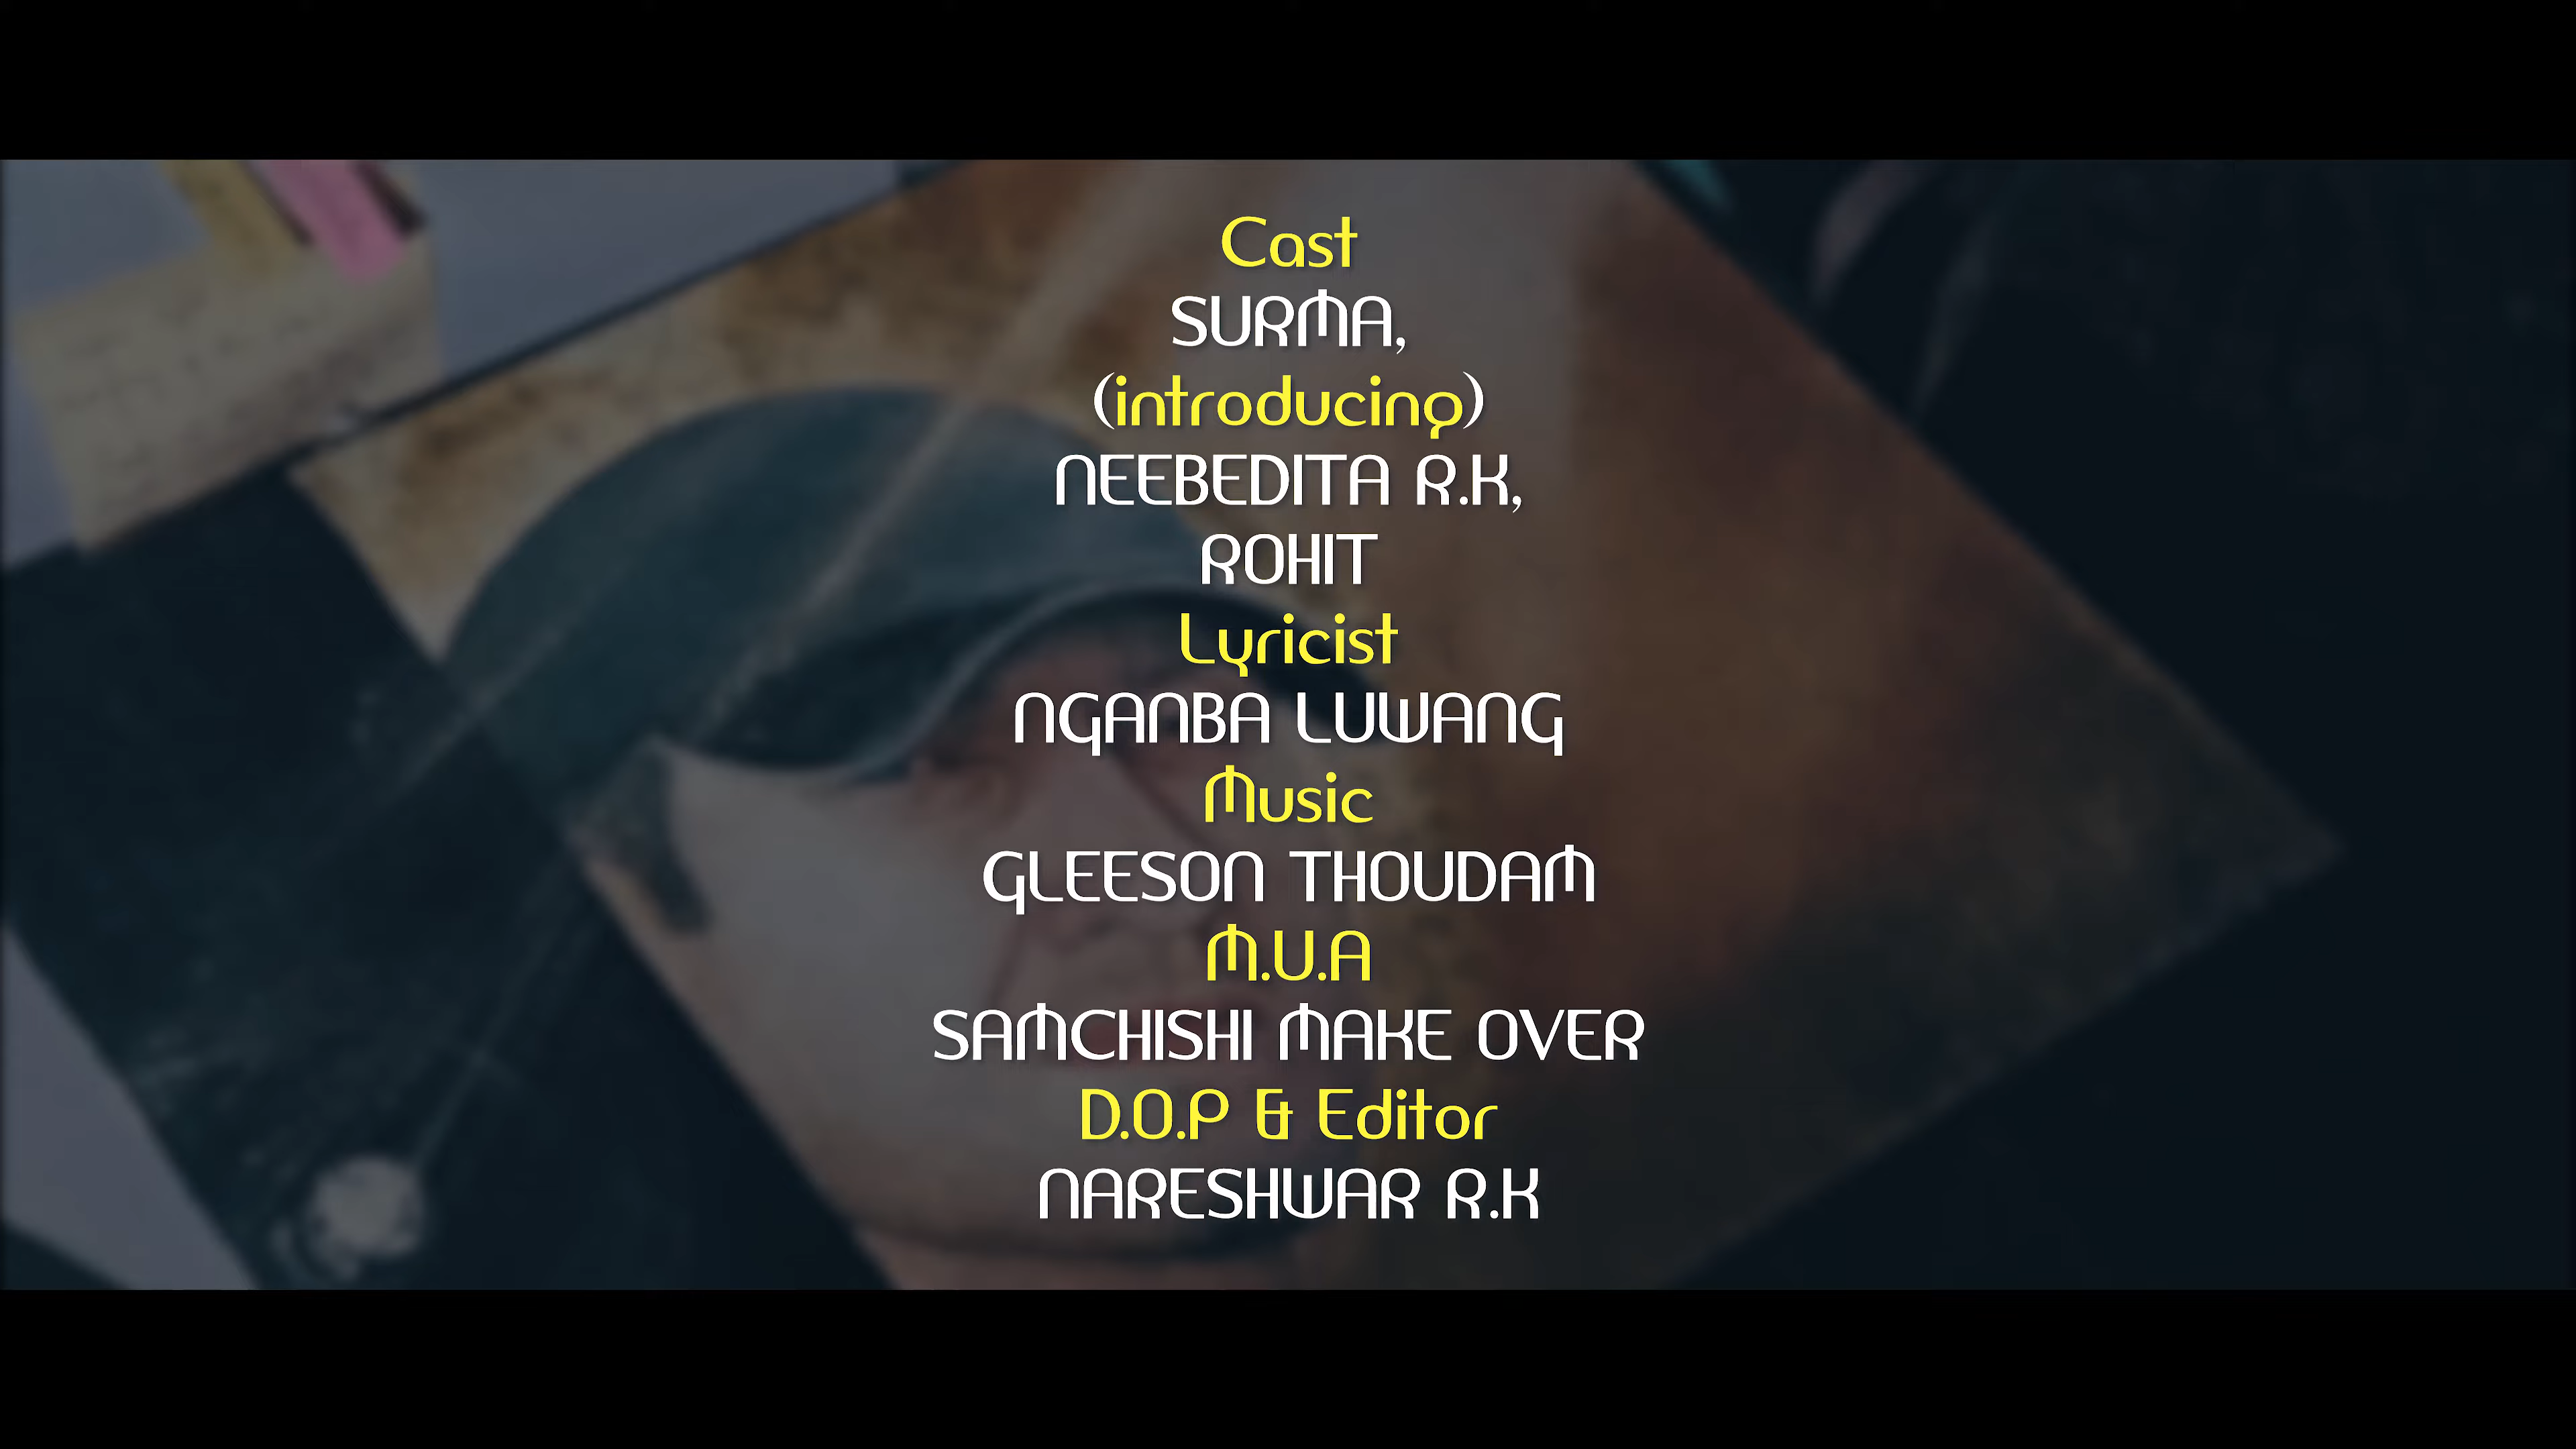 Cast
SURMA,
(introducing)
NEEBEDITA R.K,
ROHIT
Lyricist
NGANBA LUWANG
Music
GLEESON THOUDAM
M.U.A
SAMCHISHI MAKE OVER
D.O.P & Editor
NARESHWAR R.K